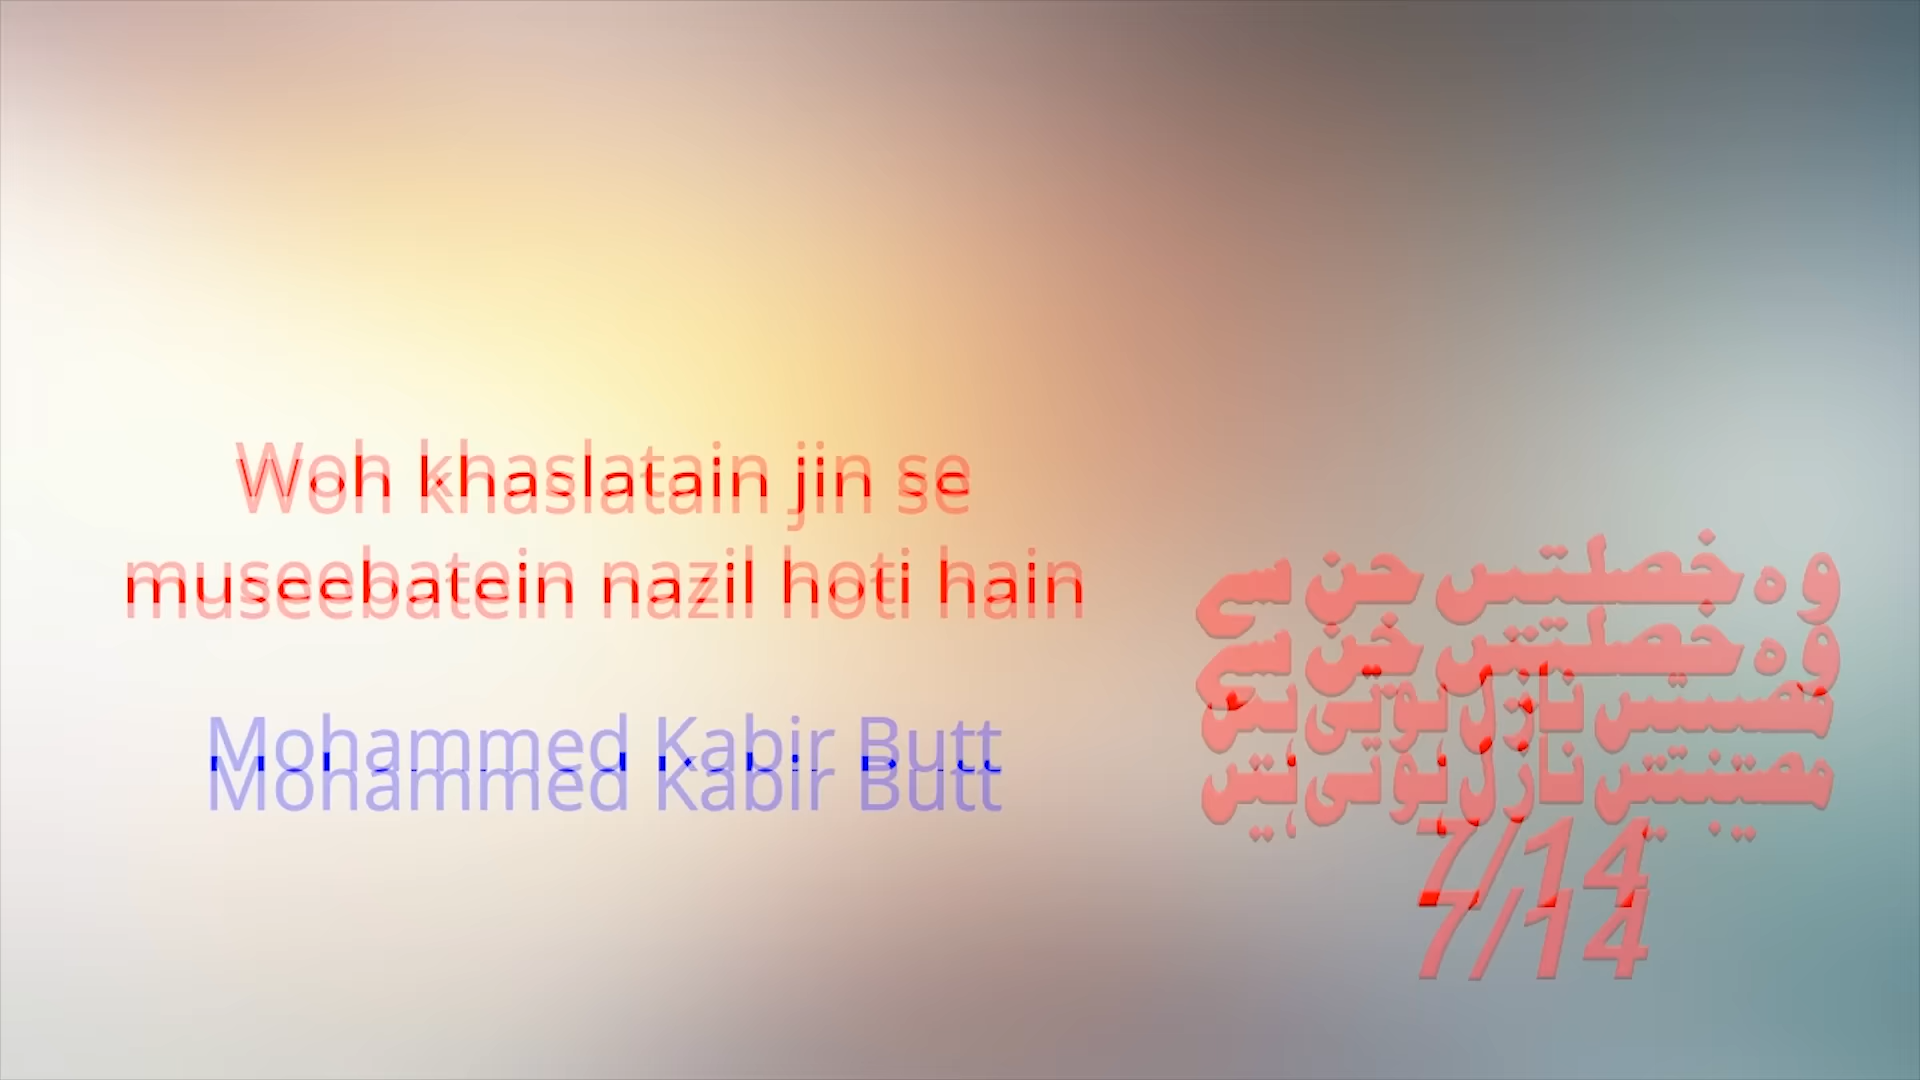 Woh khaslatain jin se
museebatein nazil hoti hain
Mohammed Kabir Butt
وہ خصلتیں جن سے
مصیبتیں نازل ہوتی ہیں
7/14